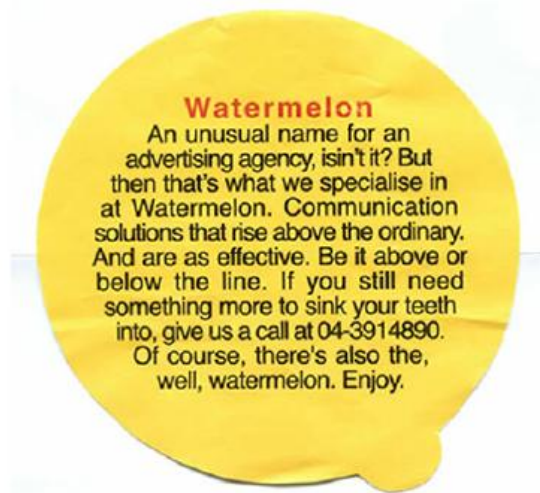 Watermelon
An unusual name for an
advertising agency, isin't it? But
then that's what we specialise in
at Watermelon. Communication
solutions that rise above the ordinary.
And are as effective. Be it above or
below the line. If you still need
something more to sink your teeth
into, give us a call at 04-3914890.
Of course, there's also the,
well, watermelon. Enjoy.